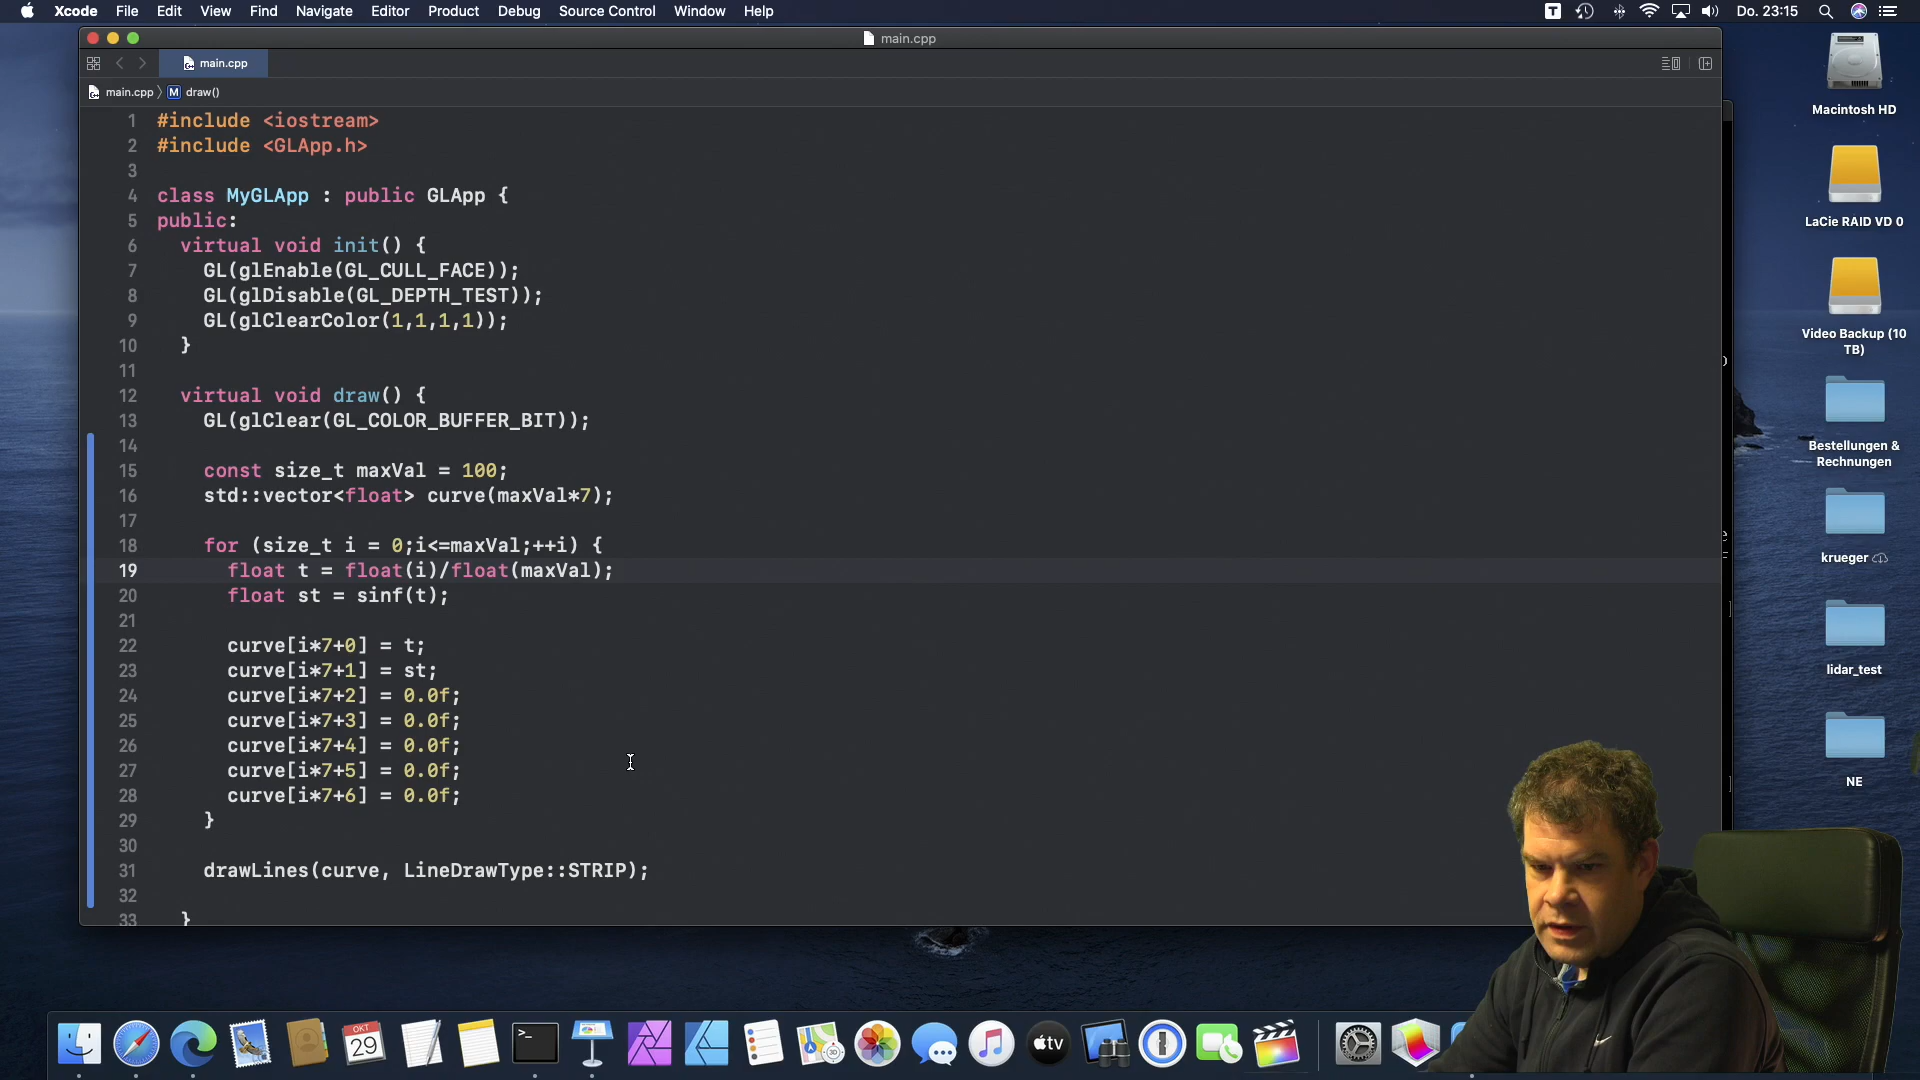 Xcode File Edit View Find Navigate Editor Product Debug Source Control Window Help
Do. 23:15
main.cpp
main.cpp
main.cpp
M draw()
1 #include <iostream>
2 #include <GLApp.h>
3
4 class MyGLApp : public GLApp {
5 public:
6 virtual void init() {
7 GL(glEnable(GL_CULL_FACE));
8 GL(glDisable(GL_DEPTH_TEST));
9 GL(glClearColor(1,1,1,1));
10 }
11
12 virtual void draw() {
13 GL(glClear(GL_COLOR_BUFFER_BIT));
14
15 const size_t maxVal = 100;
16 std::vector<float> curve(maxVal*7);
17
18 for (size_t i = 0;i<=maxVal;++i) {
19 float t = float(i)/float(maxVal);
20 float st = sinf(t);
21
22 curve[i*7+0] = t;
23 curve[i*7+1] = st;
24 curve[i*7+2] = 0.0f;
25 curve[i*7+3] = 0.0f;
26 curve[i*7+4] = 0.0f;
27 curve[i*7+5] = 0.0f;
28 curve[i*7+6] = 0.0f;
29 }
30
31 drawLines(curve, LineDrawType::STRIP);
32
33 }
Macintosh HD
LaCie RAID VD 0
Video Backup (10
TB)
Bestellungen &
Rechnungen
krueger
lidar_test
NE
OKT
29
3D
tv